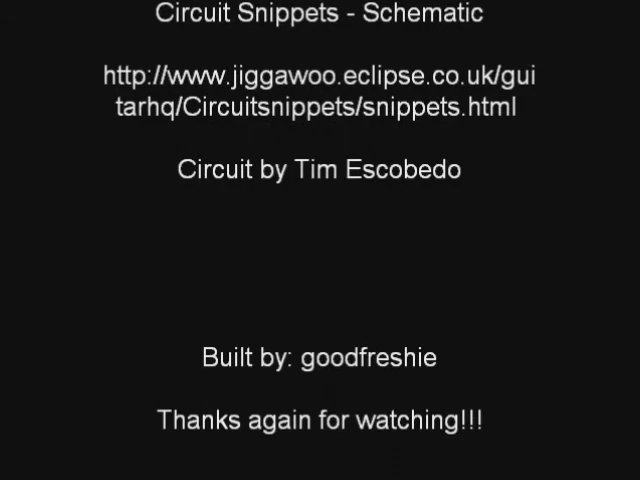 Circuit Snippets - Schematic
http://www.jiggawoo.eclipse.co.uk/gui
tarhq/Circuitsnippets/snippets.html
Circuit by Tim Escobedo
Built by: goodfreshie
Thanks again for watching!!!